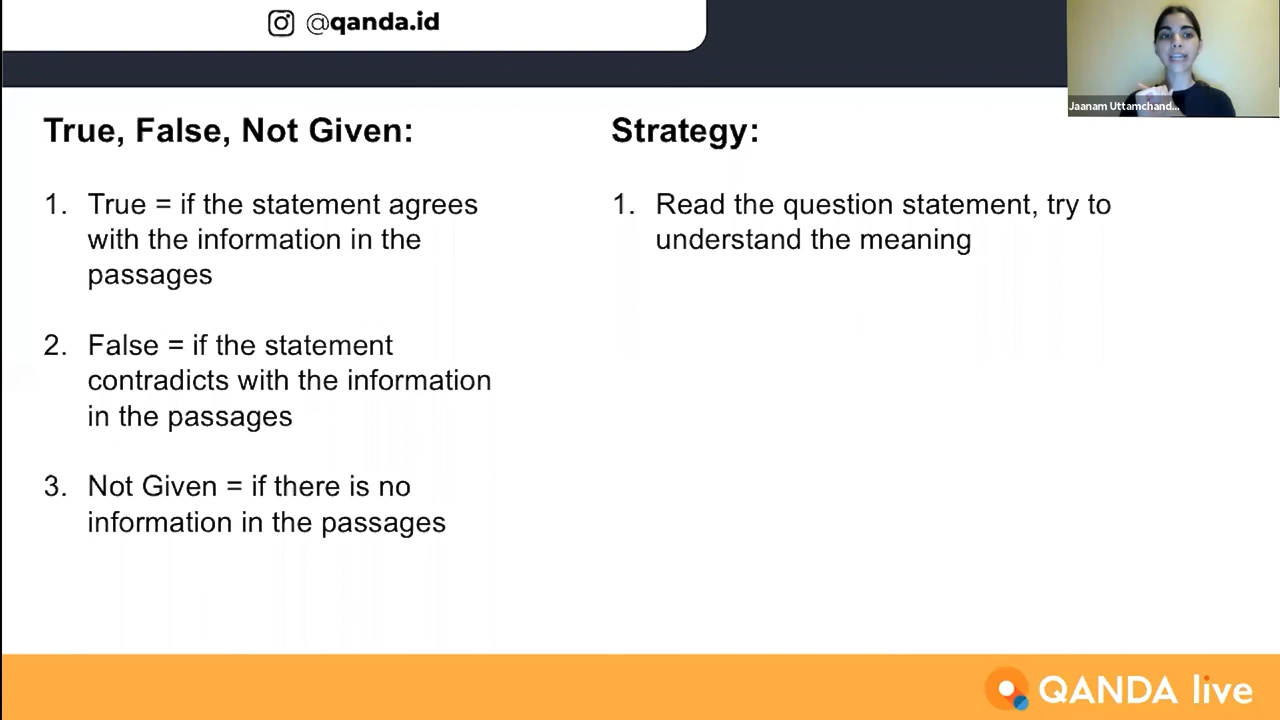 @qanda.id
Jaanam Uttamchand...
True, False, Not Given:
1. True = if the statement agrees
with the information in the
passages
2. False = if the statement
contradicts with the information
in the passages
3. Not Given = if there is no
information in the passages
Strategy:
1. Read the question statement, try to
understand the meaning
QANDA live